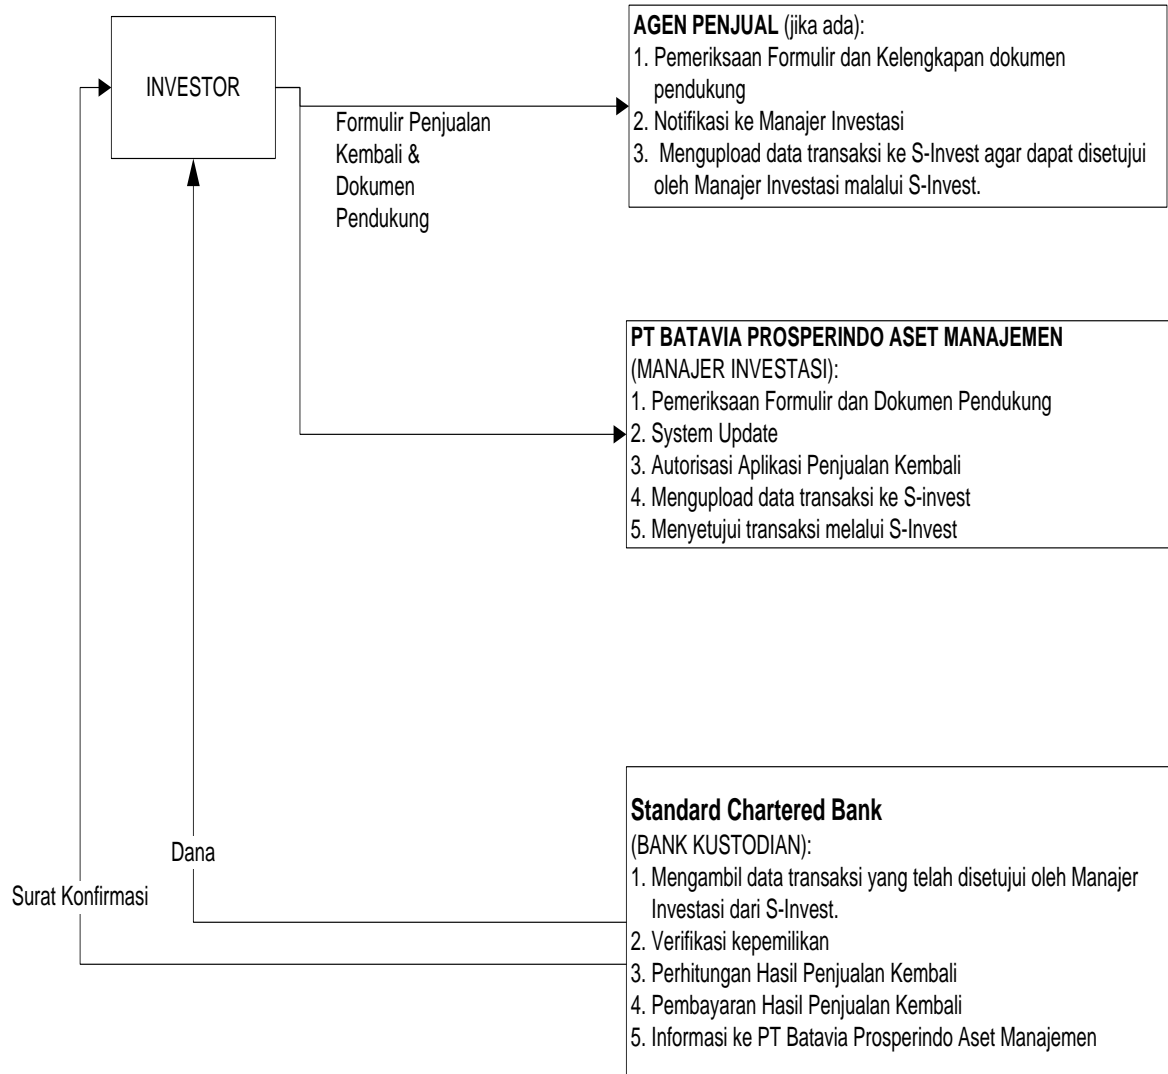 INVESTOR
Formulir Penjualan
Kembali &
Dokumen
Pendukung
AGEN PENJUAL (jika ada):
1. Pemeriksaan Formulir dan Kelengkapan dokumen
pendukung
2. Notifikasi ke Manajer Investasi
3. Mengupload data transaksi ke S-Invest agar dapat disetujui
oleh Manajer Investasi malalui S-Invest.
PT BATAVIA PROSPERINDO ASET MANAJEMEN
(MANAJER INVESTASI):
1. Pemeriksaan Formulir dan Dokumen Pendukung
2. System Update
3. Autorisasi Aplikasi Penjualan Kembali
4. Mengupload data transaksi ke S-invest
5. Menyetujui transaksi melalui S-Invest
Dana
Surat Konfirmasi
Standard Chartered Bank
(BANK KUSTODIAN):
1. Mengambil data transaksi yang telah disetujui oleh Manajer
Investasi dari S-Invest.
2. Verifikasi kepemilikan
3. Perhitungan Hasil Penjualan Kembali
4. Pembayaran Hasil Penjualan Kembali
5. Informasi ke PT Batavia Prosperindo Aset Manajemen